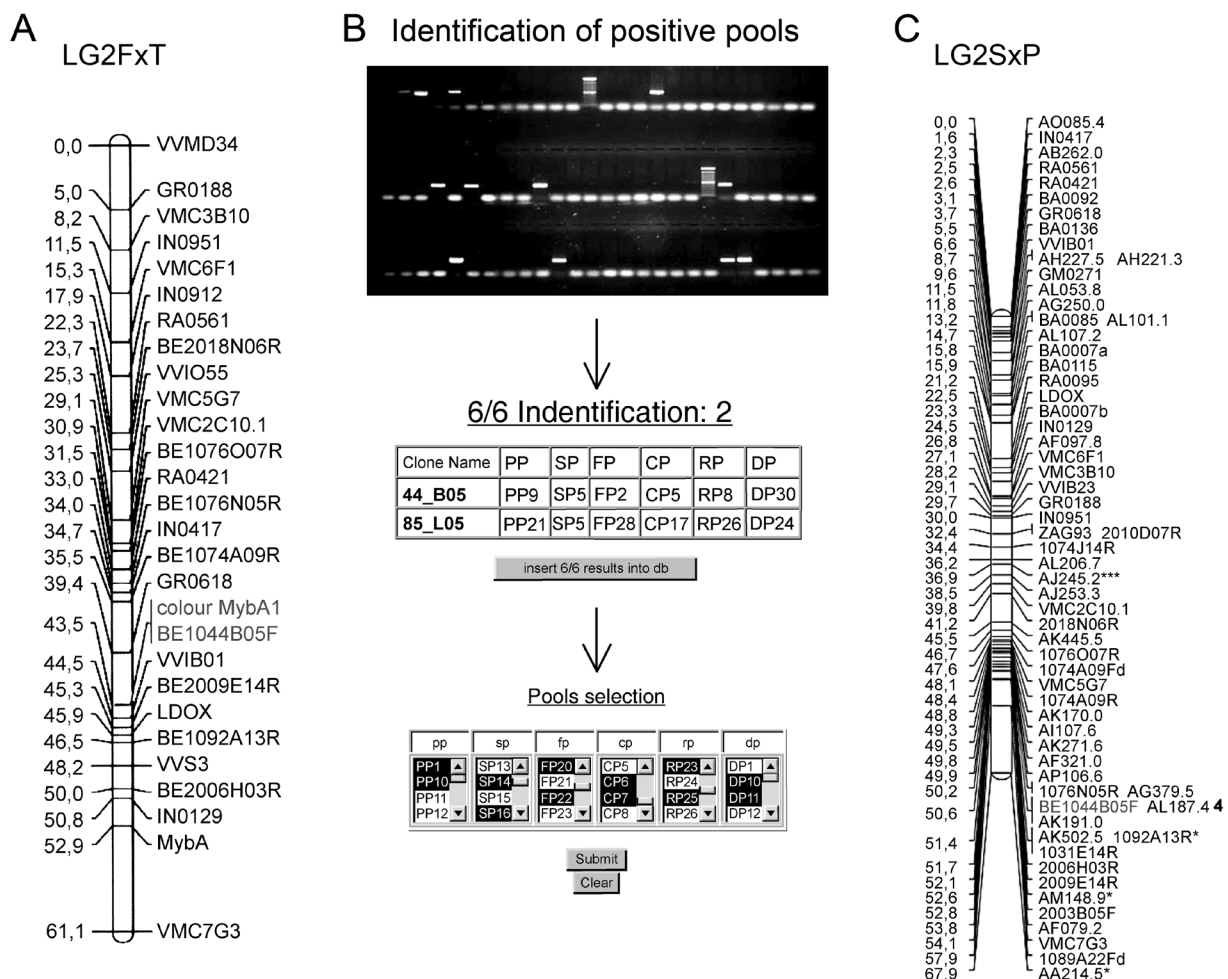 A
LG2FxT
0,0 VVMD34
5,0 GR0188
8,2 VMC3B10
11,5 IN0951
15,3 VMC6F1
17,9 IN0912
22,3 RA0561
23,7 BE2018N06R
25,3 VVIO55
29,1 VMC5G7
30,9 VMC2C10.1
31,5 BE1076O07R
33,0 RA0421
34,0 BE1076N05R
34,7 IN0417
35,5 BE1074A09R
39,4 GR0618
colour MybA1
43,5
BE1044B05F
44,5 VVIB01
45,3 BE2009E14R
45,9 LDOX
46,5 BE1092A13R
48,2 VVS3
50,0 BE2006H03R
50,8 IN0129
52,9 MybA
61,1 VMC7G3
B Identification of positive pools
6/6 Indentification: 2
Clone Name PP SP FP CP RP DP
44_B05 PP9 SP5 FP2 CP5 RP8 DP30
85_L05 PP21 SP5 FP28 CP17 RP26 DP24
insert 6/6 results into db
Pools selection
pp sp fp cp rp dp
PP1 SP13 FP20 CP5 RP23 DP1
PP10 SP14 FP21 CP6 RP24 DP10
PP11 SP15 FP22 CP7 RP25 DP11
PP12 SP16 FP23 CP8 RP26 DP12
Submit
Clear
C
LG2SxP
0,0 AO085.4
1,6 IN0417
2,3 AB262.0
2,5 RA0561
2,6 RA0421
3,1 BA0092
3,7 GR0618
5,5 BA0136
6,6 VVIB01
8,7 AH227.5 AH221.3
9,6 GM0271
11,5 AL053.8
11,8 AG250.0
13,2 BA0085 AL101.1
14,7 AL107.2
15,8 BA0007a
15,9 BA0115
21,2 RA0095
22,5 LDOX
23,3 BA0007b
24,5 IN0129
26,8 AF097.8
27,1 VMC6F1
28,2 VMC3B10
29,1 VVIB23
29,7 GR0188
30,0 IN0951
32,4 ZAG93 2010D07R
34,4 1074J14R
36,2 AL206.7
36,9 AJ245.2***
38,5 AJ253.3
39,8 VMC2C10.1
41,2 2018N06R
45,5 AK445.5
46,7 1076O07R
47,6 1074A09Fd
48,1 VMC5G7
48,4 1074A09R
48,8 AK170.0
49,3 AI107.6
49,5 AK271.6
49,8 AF321.0
49,9 AP106.6
50,2 1076N05R AG379.5
50,6 BE1044B05F AL187.4 4
AK191.0
51,4 AK502.5 1092A13R*
1031E14R
51,7 2006H03R
52,1 2009E14R
52,6 AM148.9*
52,8 2003B05F
53,8 AF079.2
54,1 VMC7G3
57,9 1089A22Fd
67,9 AA214.5*